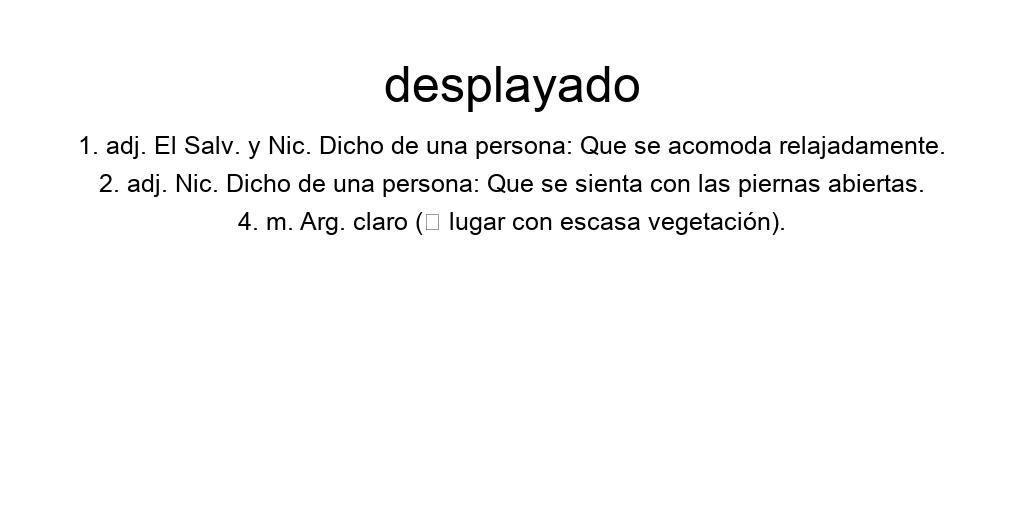 desplayado
1. adj. El Salv. y Nic. Dicho de una persona: Que se acomoda relajadamente.
2. adj. Nic. Dicho de una persona: Que se sienta con las piernas abiertas.
4. m. Arg. claro (□ lugar con escasa vegetación).